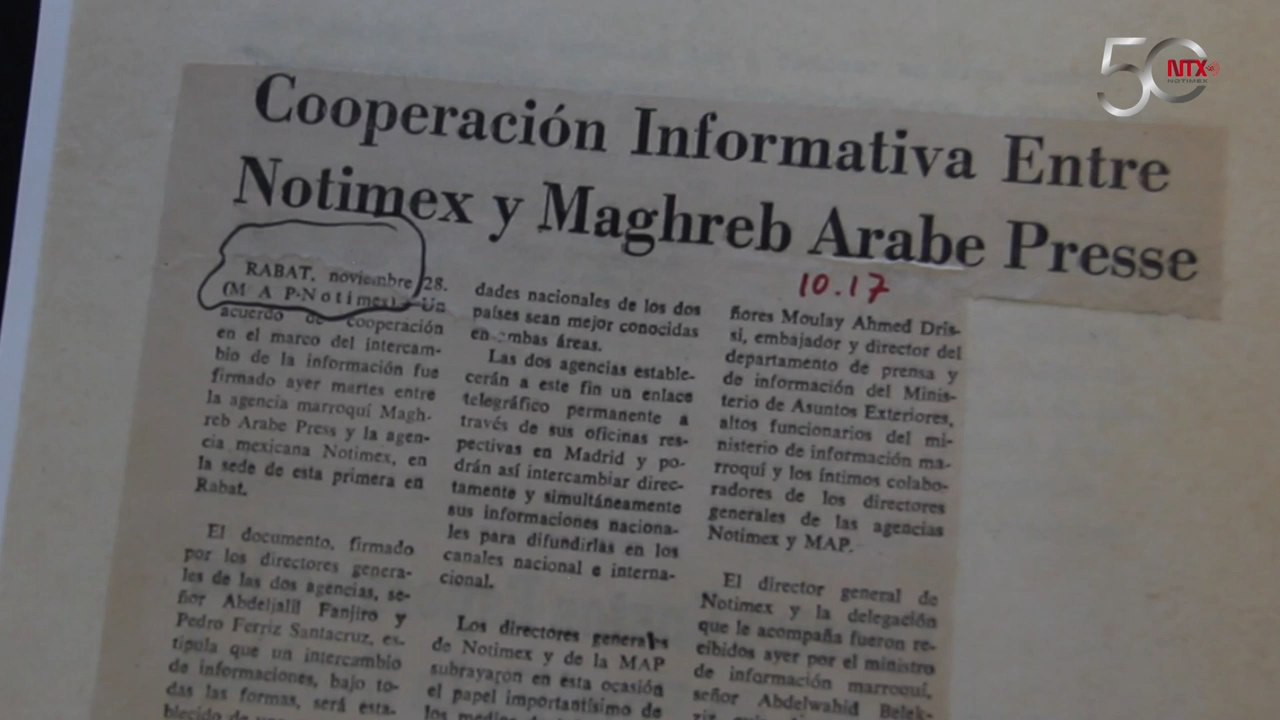 50 NTX
NOTIMEX
Cooperación Informativa Entre
Notimex y Maghreb Arabe Presse
10.17
RABAT, noviembre 28.
(M A P-Notimex).- Un
acuerdo de cooperación
en el marco del intercam-
bio de la información fue
firmado ayer martes entre
la agencia marroquí Magh-
reb Arabe Press y la agen-
cia mexicana Notimex, en
la sede de esta primera en
Rabat.
El documento, firmado
por los directores genera-
les de las dos agencias, se-
ñor Abdeljalil Fanjiro y
Pedro Ferriz Santacruz, es-
tipula que un intercambio
de informaciones, bajo to-
das las formas, será esta-
blecido de
dades nacionales de los dos
países sean mejor conocidas
en ambas áreas.
Las dos agencias estable-
cerán a este fin un enlace
telegráfico permanente a
través de sus oficinas res-
pectivas en Madrid y po-
drán así intercambiar direc-
tamente y simultáneamente
sus informaciones naciona-
les para difundirlas en los
canales nacional e interna-
cional.
Los directores generales
de Notimex y de la MAP
subrayaron en esta ocasión
el papel importantísimo de
los medios
ñores Moulay Ahmed Dris-
si, embajador y director del
departamento de prensa y
de información del Minis-
terio de Asuntos Exteriores,
altos funcionarios del mi-
nisterio de información ma-
rroquí y los íntimos colabo-
radores de los directores
generales de las agencias
Notimex y MAP.
El director general de
Notimex y la delegación
que le acompaña fueron re-
cibidos ayer por el ministro
de información marroquí,
señor Abdelwahid Belek-